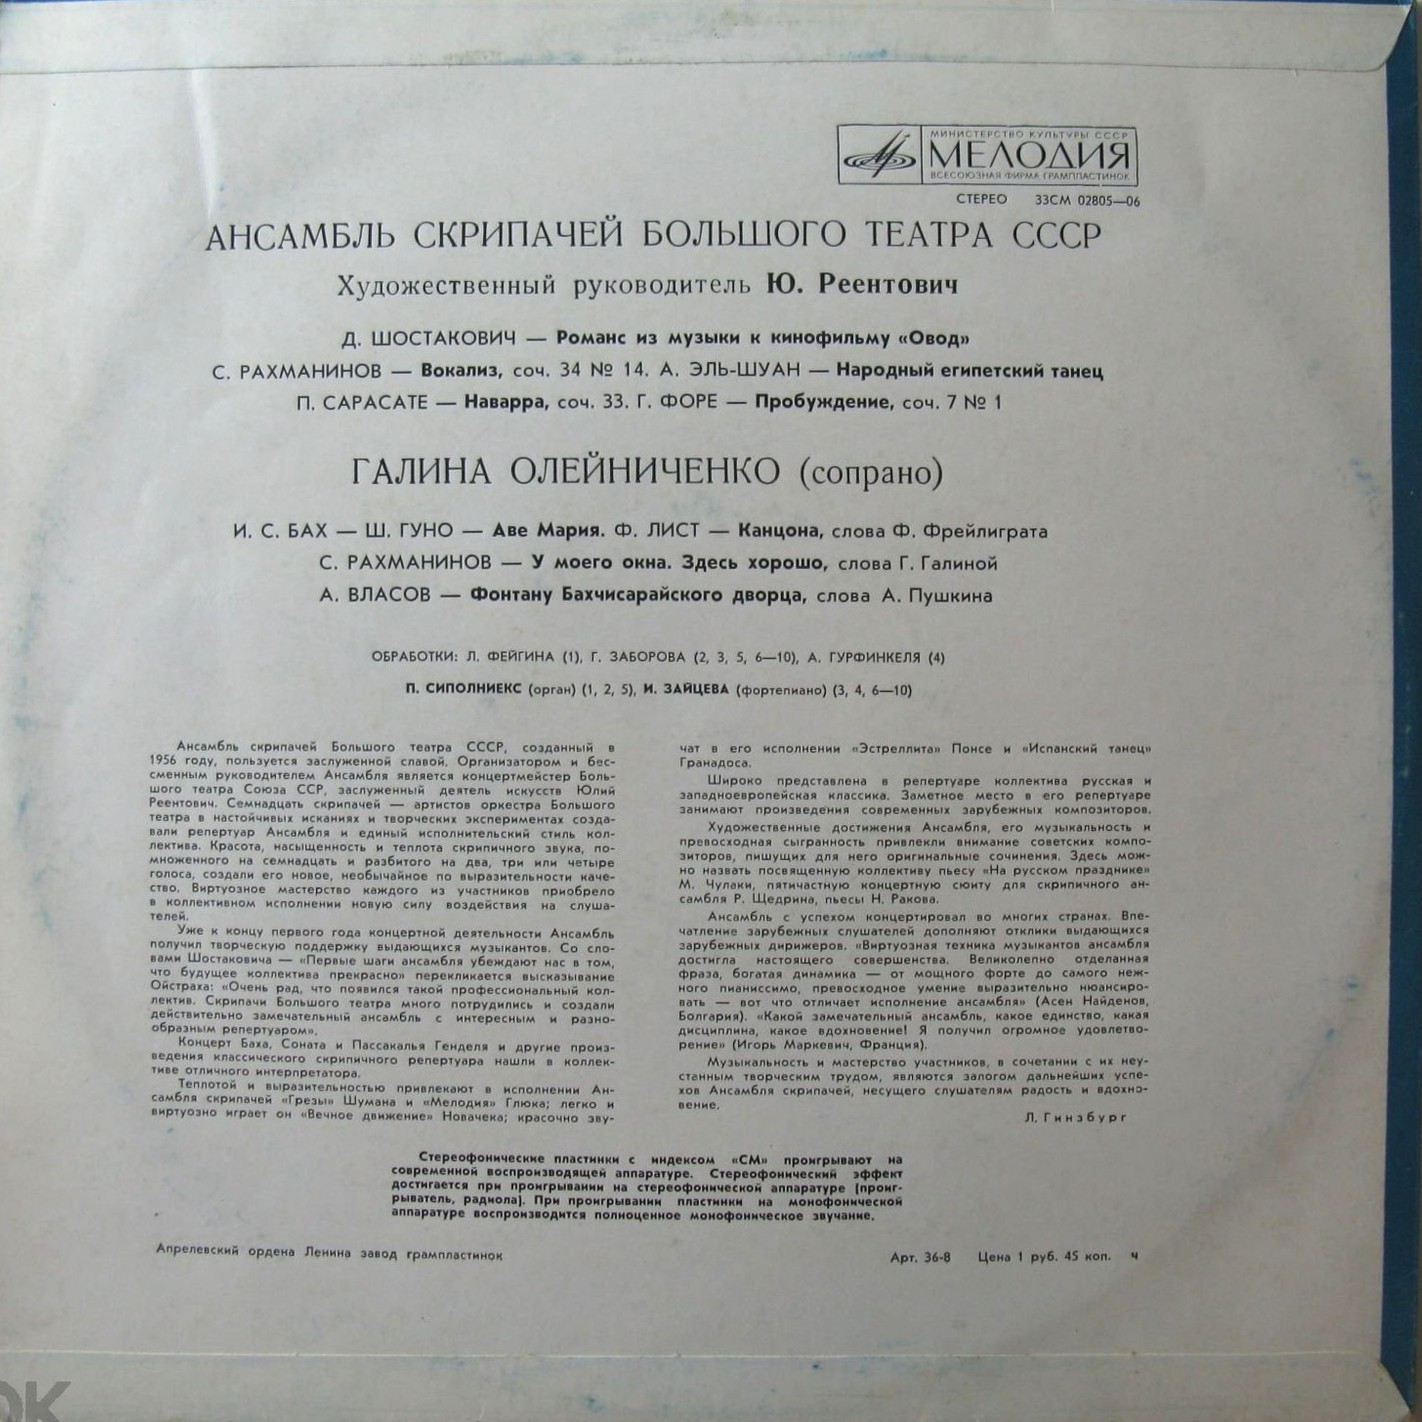 МИНИСТЕРСТВО КУЛЬТУРЫ СССР
МЕЛОДИЯ
ВСЕСОЮЗНАЯ ФИРМА ГРАМПЛАСТИНОК
СТЕРЕО 33СМ 02805—06
АНСАМБЛЬ СКРИПАЧЕЙ БОЛЬШОГО ТЕАТРА СССР
Художественный руководитель Ю. Реентович
Д. ШОСТАКОВИЧ — Романс из музыки к кинофильму «Овод»
С. РАХМАНИНОВ — Вокализ, соч. 34 № 14. А. ЭЛЬ-ШУАН — Народный египетский танец
П. САРАСАТЕ — Наварра, соч. 33. Г. ФОРЕ — Пробуждение, соч. 7 № 1
ГАЛИНА ОЛЕЙНИЧЕНКО (сопрано)
И. С. БАХ — Ш. ГУНО — Аве Мария. Ф. ЛИСТ — Канцона, слова Ф. Фрейлиграта
С. РАХМАНИНОВ — У моего окна. Здесь хорошо, слова Г. Галиной
А. ВЛАСОВ — Фонтану Бахчисарайского дворца, слова А. Пушкина
ОБРАБОТКИ: Л. ФЕЙГИНА (1), Г. ЗАБОРОВА (2, 3, 5, 6—10), А. ГУРФИНКЕЛЯ (4)
П. СИПОЛНИЕКС (орган) (1, 2, 5), И. ЗАЙЦЕВА (фортепиано) (3, 4, 6—10)
Ансамбль скрипачей Большого театра СССР, созданный в
1956 году, пользуется заслуженной славой. Организатором и бес-
сменным руководителем Ансамбля является концертмейстер Боль-
шого театра Союза ССР, заслуженный деятель искусств Юлий
Реентович. Семнадцать скрипачей — артистов оркестра Большого
театра в настойчивых исканиях и творческих экспериментах созда-
вали репертуар Ансамбля и единый исполнительский стиль кол-
лектива. Красота, насыщенность и теплота скрипичного звука, по-
множенного на семнадцать и разбитого на два, три или четыре
голоса, создали его новое, необычайное по выразительности каче-
ство. Виртуозное мастерство каждого из участников приобрело
в коллективном исполнении новую силу воздействия на слуша-
телей.
Уже к концу первого года концертной деятельности Ансамбль
получил творческую поддержку выдающихся музыкантов. Со сло-
вами Шостаковича — «Первые шаги ансамбля убеждают нас в том,
что будущее коллектива прекрасно» перекликается высказывание
Ойстраха: «Очень рад, что появился такой профессиональный кол-
лектив. Скрипачи Большого театра много потрудились и создали
действительно замечательный ансамбль с интересным и разно-
образным репертуаром».
Концерт Баха, Соната и Пассакалья Генделя и другие произ-
ведения классического скрипичного репертуара нашли в коллек-
тиве отличного интерпретатора.
Теплотой и выразительностью привлекают в исполнении Ан-
самбля скрипачей «Грезы» Шумана и «Мелодия» Глюка; легко и
виртуозно играет он «Вечное движение» Новачека; красочно зву-
чат в его исполнении «Эстреллита» Понсе и «Испанский танец»
Гранадоса.
Широко представлена в репертуаре коллектива русская и
западноевропейская классика. Заметное место в его репертуаре
занимают произведения современных зарубежных композиторов.
Художественные достижения Ансамбля, его музыкальность и
превосходная сыгранность привлекли внимание советских компо-
зиторов, пишущих для него оригинальные сочинения. Здесь мож-
но назвать посвященную коллективу пьесу «На русском празднике»
М. Чулаки, пятичастную концертную сюиту для скрипичного ан-
самбля Р. Щедрина, пьесы Н. Ракова.
Ансамбль с успехом концертировал во многих странах. Впе-
чатление зарубежных слушателей дополняют отклики выдающихся
зарубежных дирижеров. «Виртуозная техника музыкантов ансамбля
достигла настоящего совершенства. Великолепно отделанная
фраза, богатая динамика — от мощного форте до самого неж-
ного пианиссимо, превосходное умение выразительно нюансиро-
вать — вот что отличает исполнение ансамбля» (Асен Найденов,
Болгария). «Какой замечательный ансамбль, какое единство, какая
дисциплина, какое вдохновение! Я получил огромное удовлетво-
рение» (Игорь Маркевич, Франция).
Музыкальность и мастерство участников, в сочетании с их неу-
станным творческим трудом, являются залогом дальнейших успе-
хов Ансамбля скрипачей, несущего слушателям радость и вдохно-
вение.
Л. Гинзбург
Стереофонические пластинки с индексом «СМ» проигрывают на
современной воспроизводящей аппаратуре. Стереофонический эффект
достигается при проигрывании на стереофонической аппаратуре (проиг-
рыватель, радиола). При проигрывании пластинки на монофонической
аппаратуре воспроизводится полноценное монофоническое звучание.
Апрелевский ордена Ленина завод грампластинок
Арт. 36-8 Цена 1 руб. 45 коп. Ч
ОК